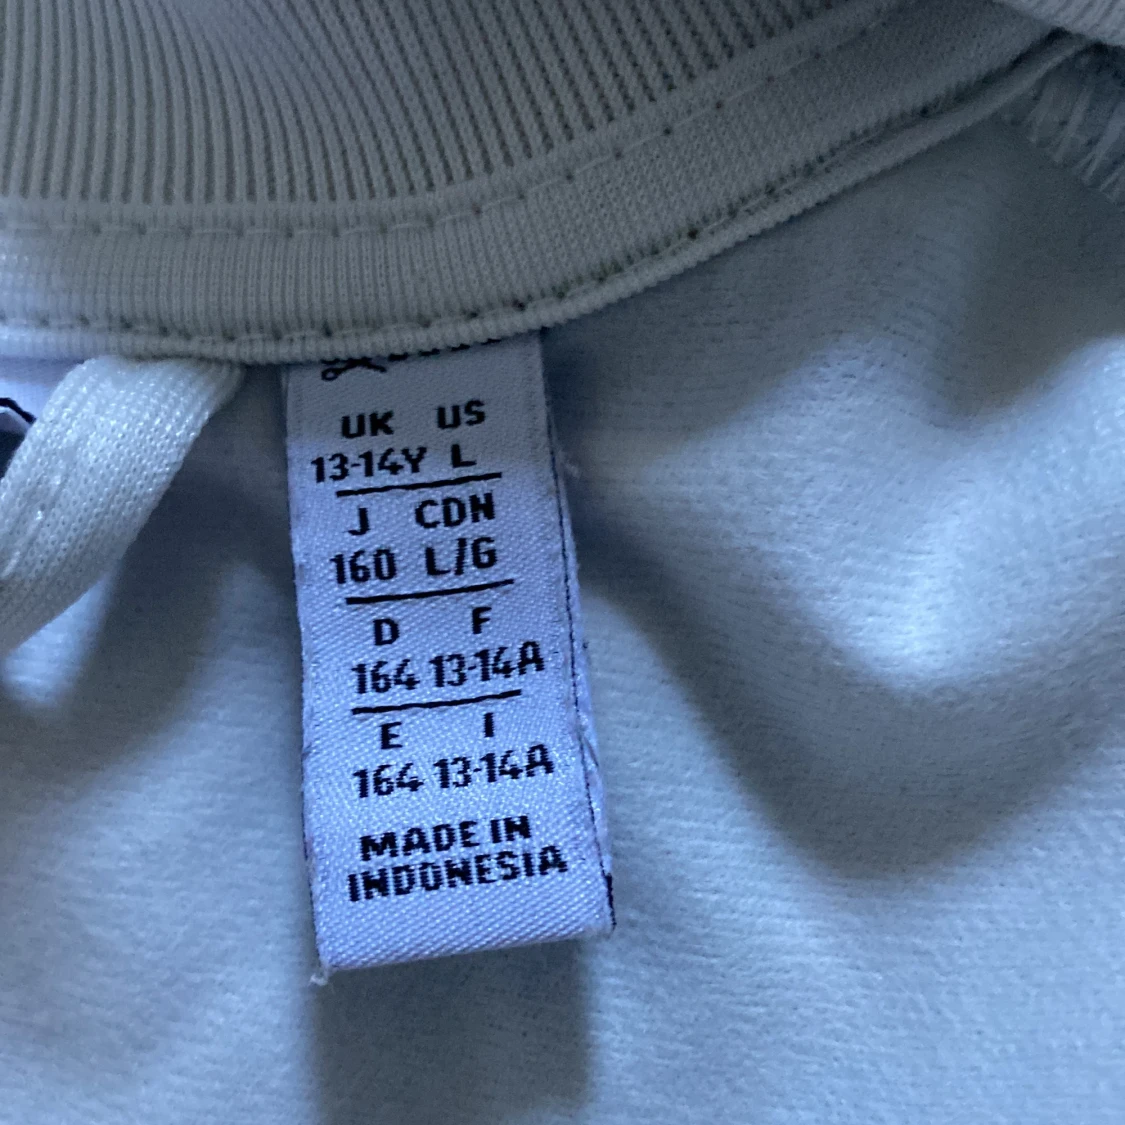 UK US
13-14Y L
J CDN
160 L/G
D F
164 13-14A
E I
164 13-14A
MADE IN
INDONESIA